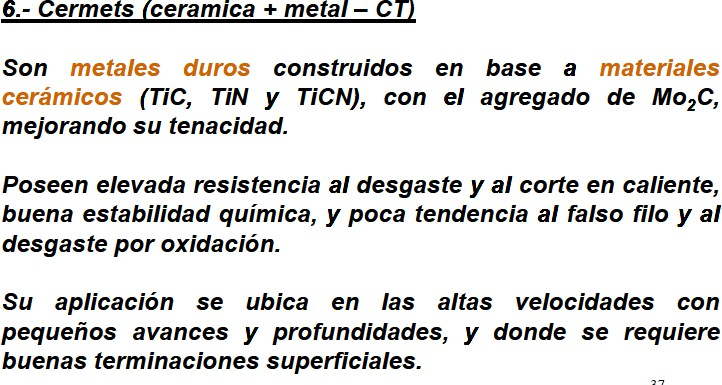 6.- Cermets (ceramica + metal – CT)
Son metales duros construidos en base a materiales
cerámicos (TiC, TiN y TiCN), con el agregado de Mo₂C,
mejorando su tenacidad.
Poseen elevada resistencia al desgaste y al corte en caliente,
buena estabilidad química, y poca tendencia al falso filo y al
desgaste por oxidación.
Su aplicación se ubica en las altas velocidades con
pequeños avances y profundidades, y donde se requiere
buenas terminaciones superficiales.
37